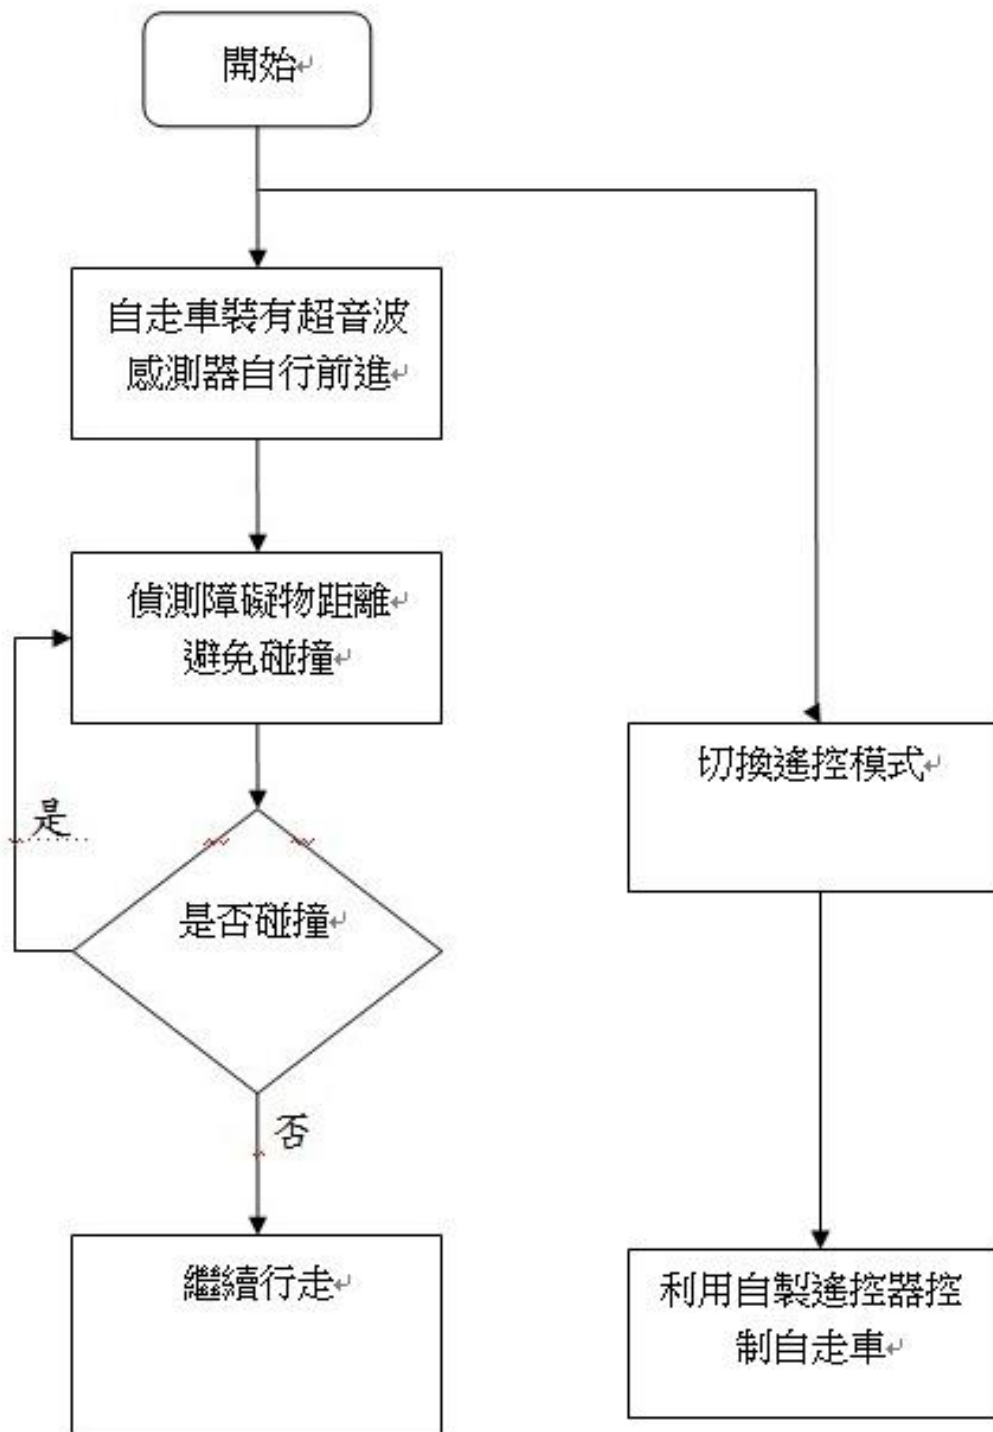 開始
自走車裝有超音波
感測器自行前進
偵測障礙物距離
避免碰撞
切換遙控模式
是
是否碰撞
否
繼續行走
利用自製遙控器控
制自走車